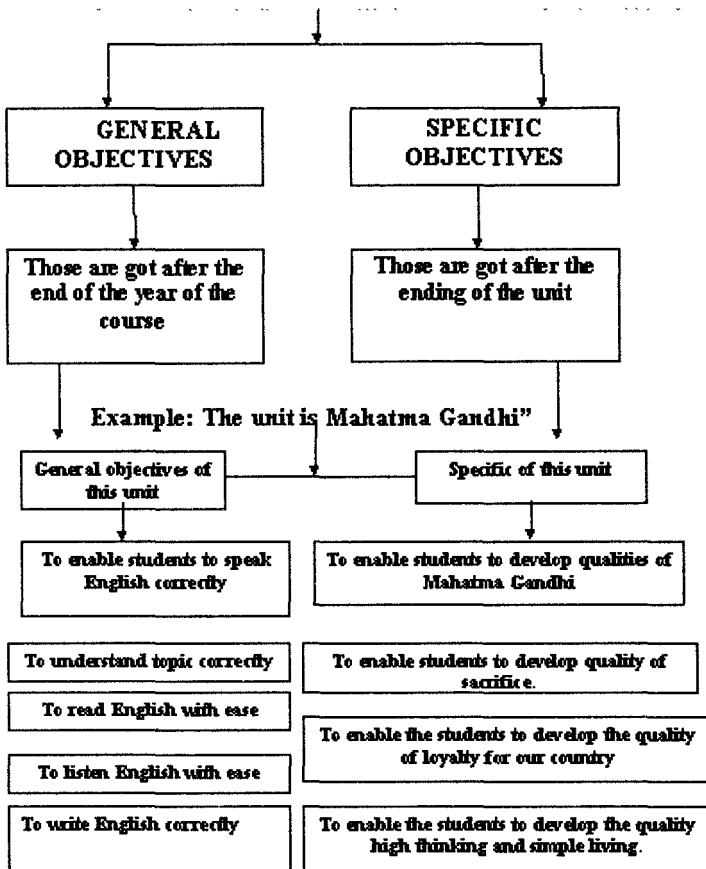 GENERAL
OBJECTIVES
SPECIFIC
OBJECTIVES
Those are got after the
end of the year of the
course
Those are got after the
ending of the unit
Example: The unit is Mahatma Gandhi”
General objectives of
this unit
Specific of this unit
To enable students to speak
English correctly
To enable students to develop qualities of
Mahatma Gandhi
To understand topic correctly
To enable students to develop quality of
sacrifice.
To read English with ease
To enable the students to develop the quality
of loyalty for our country
To listen English with ease
To write English correctly
To enable the students to develop the quality
high thinking and simple living.